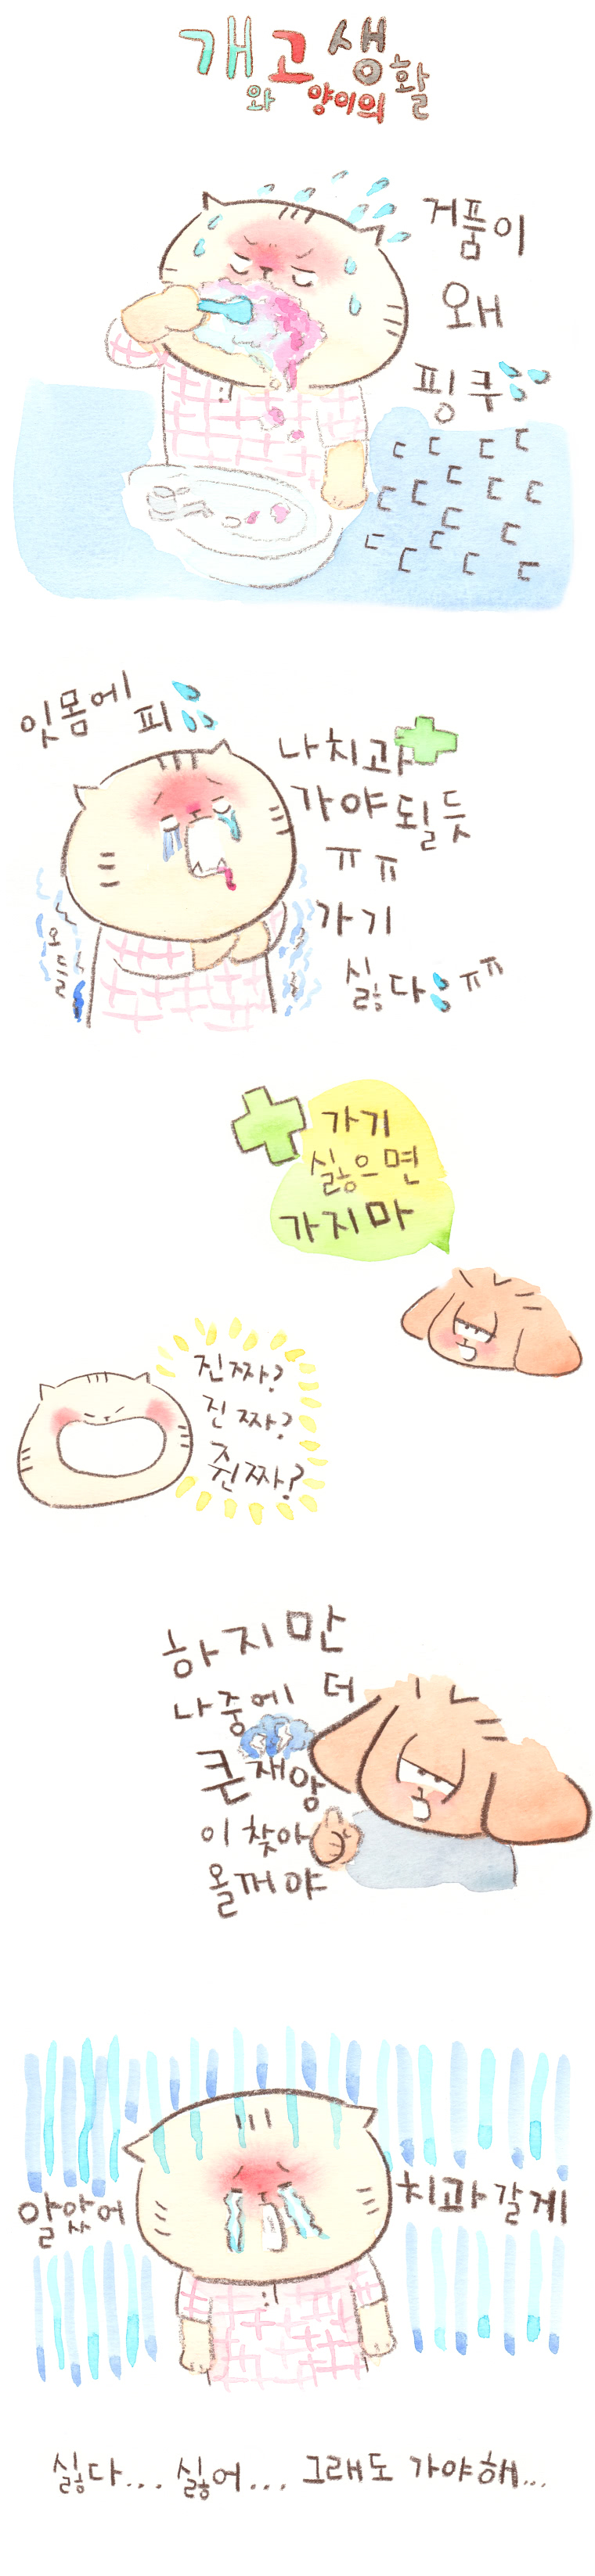 개와 고양이의 생활
거품이
왜
핑쿠
ㄷㄷㄷㄷ
ㄷㄷㄷㄷㄷ
ㄷㄷㄷ
ㄷㄷㄷㄷ
잇몸에 피
나 치과
가야 될 듯
ㅠㅠ
가기
싫다 ㅠㅠ
오들
가기
싫으면
가지마
진짜?
진짜?
줜짜?
하지만
나중에 더
큰 재앙
이 찾아
올꺼야
알았어
치과 갈게
싫다... 싫어... 그래도 가야해...